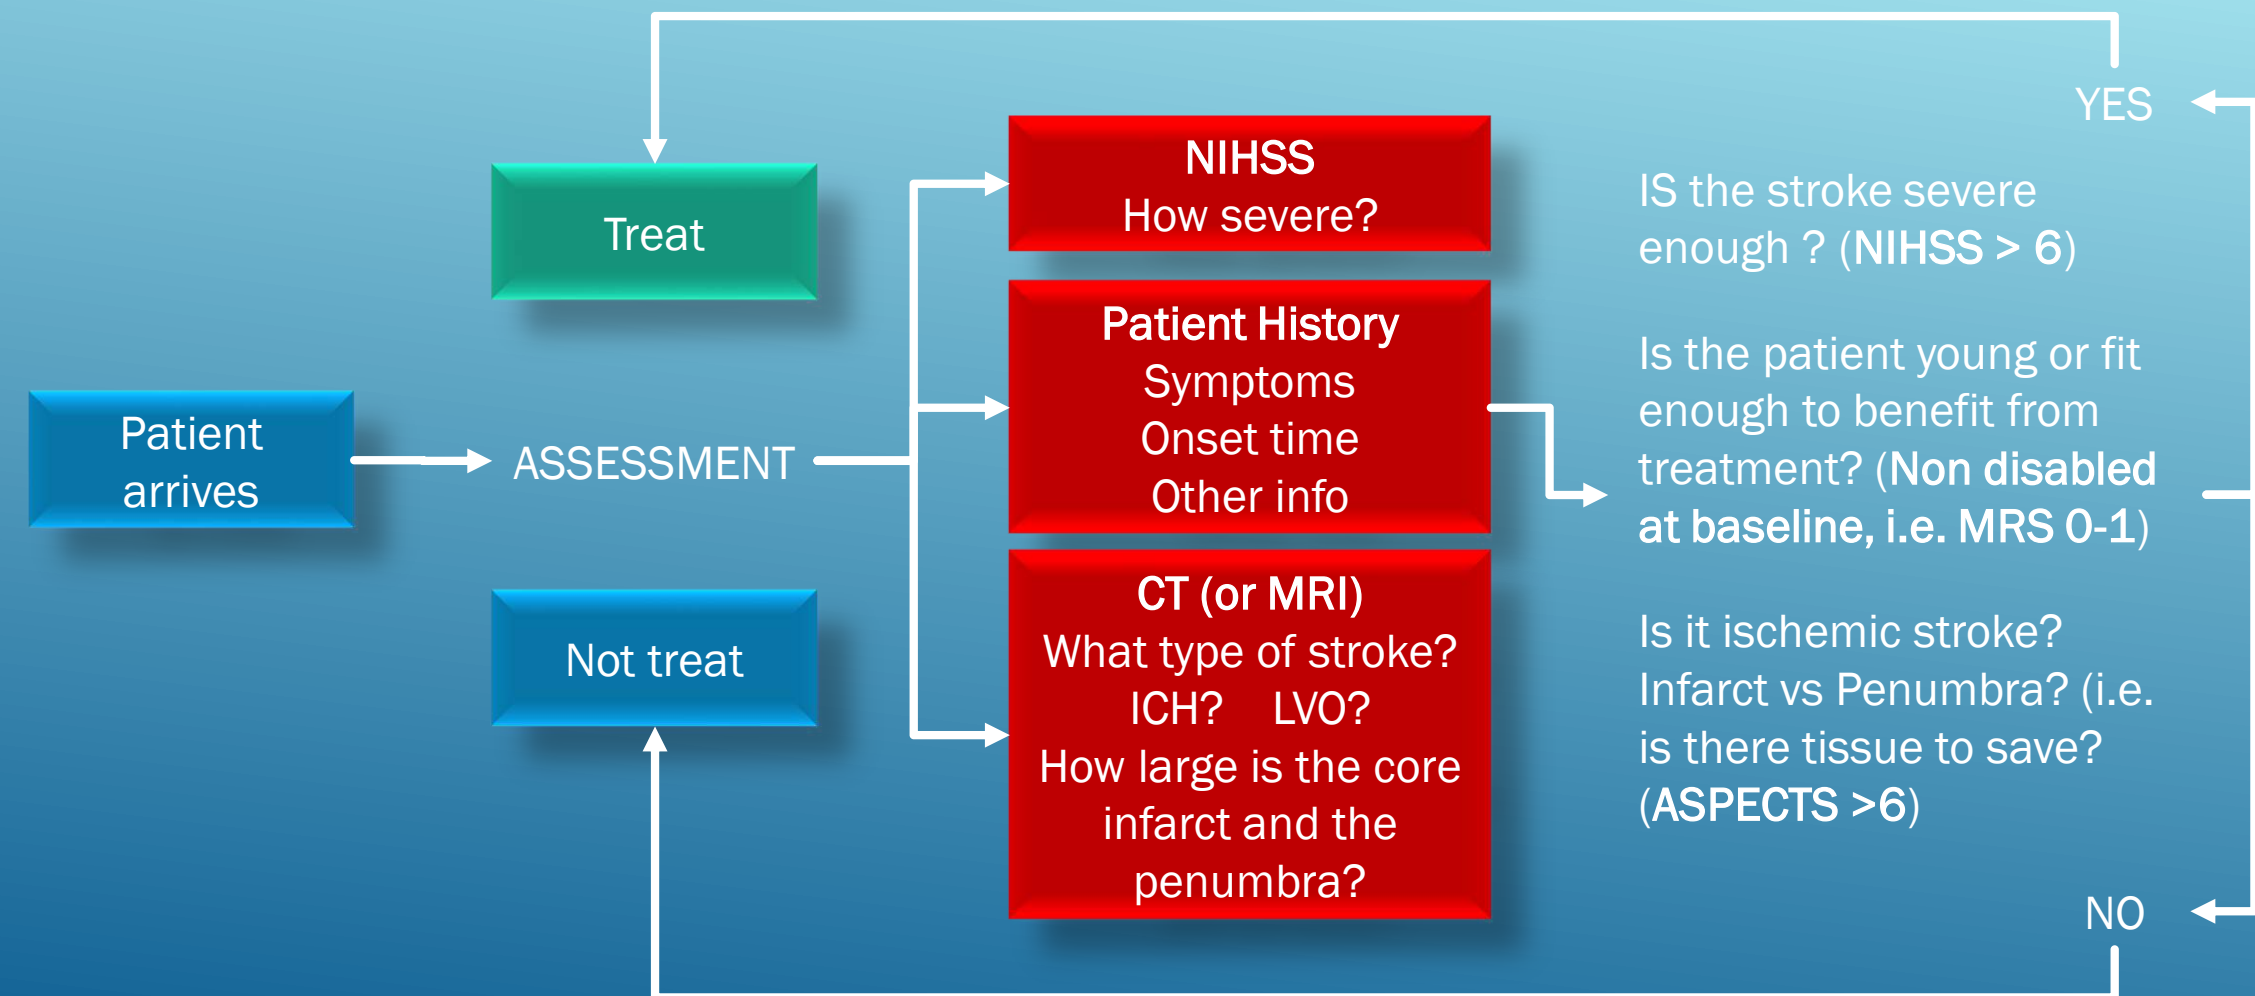 YES
Treat
NIHSS
How severe?
Patient History
Symptoms
Onset time
Other info
Patient
arrives
ASSESSMENT
Not treat
CT (or MRI)
What type of stroke?
ICH? LVO?
How large is the core
infarct and the
penumbra?
IS the stroke severe
enough ? (NIHSS > 6)
Is the patient young or fit
enough to benefit from
treatment? (Non disabled
at baseline, i.e. MRS 0-1)
Is it ischemic stroke?
Infarct vs Penumbra? (i.e.
is there tissue to save?
(ASPECTS >6)
NO